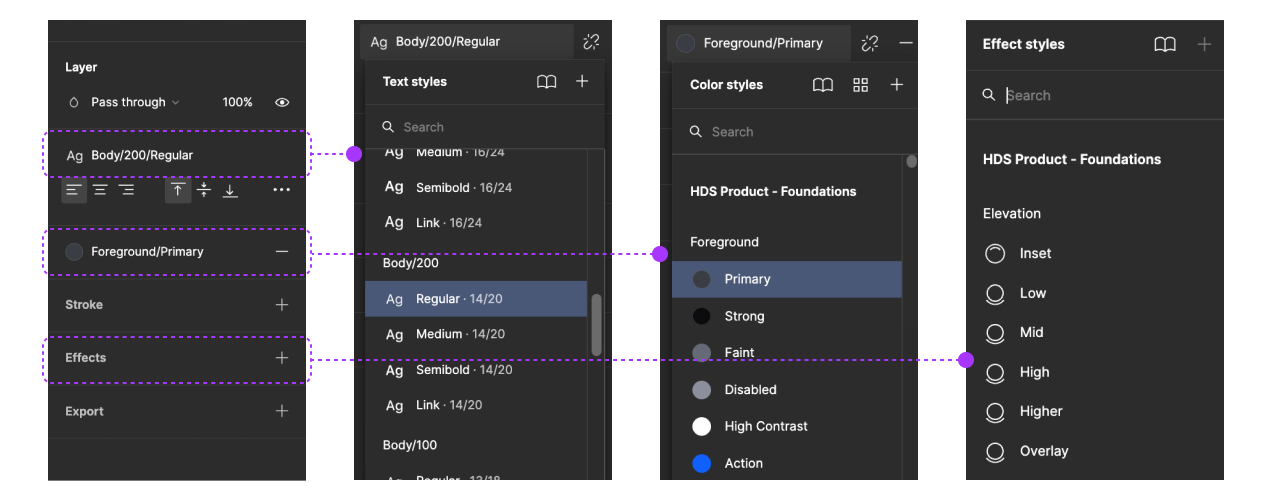 Layer
Pass through
100%
Ag Body/200/Regular
Foreground/Primary
Stroke
Effects
Export
Ag Body/200/Regular
Text styles
Search
Ag Medium · 16/24
Ag Semibold · 16/24
Ag Link · 16/24
Body/200
Ag Regular · 14/20
Ag Medium · 14/20
Ag Semibold · 14/20
Ag Link · 14/20
Body/100
Ag Regular · 13/18
Foreground/Primary
Color styles
Search
HDS Product - Foundations
Foreground
Primary
Strong
Faint
Disabled
High Contrast
Action
Effect styles
Search
HDS Product - Foundations
Elevation
Inset
Low
Mid
High
Higher
Overlay